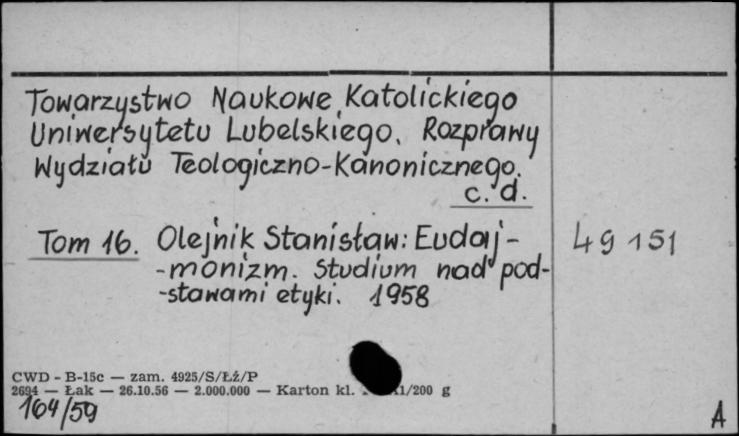 Towarzystwo Naukowe Katolickiego
Uniwersytetu Lubelskiego. Rozprawy
Wydziału Teologiczno-Kanonicznego.
c. d.
Tom 16. Olejnik Stanisław: Eudaj- 49 151
-monizm. Studium nad pod-
-stawami etyki. 1958
CWD - B-15c — zam. 4925/S/Łź/P
2694 — Łak — 26.10.56 — 2.000.000 — Karton kl. /200 g
164/59
A